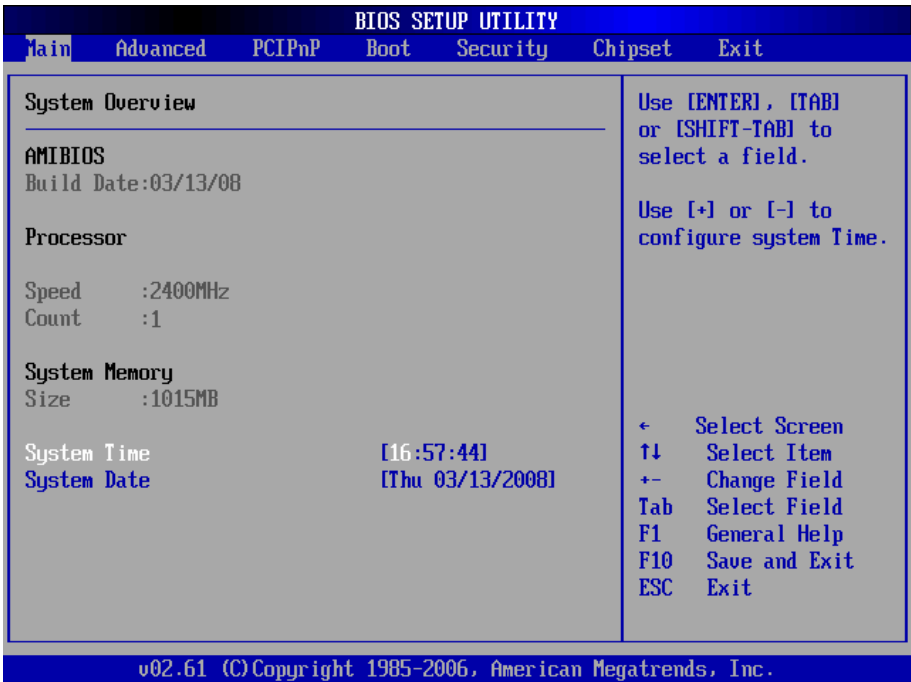 BIOS SETUP UTILITY
Main Advanced PCIPnP Boot Security Chipset Exit
System Overview
AMIBIOS
Build Date:03/13/08
Processor
Speed :2400MHz
Count :1
System Memory
Size :1015MB
System Time [16:57:44]
System Date [Thu 03/13/2008]
Use [ENTER], [TAB]
or [SHIFT-TAB] to
select a field.
Use [+] or [-] to
configure system Time.
← Select Screen
↑↓ Select Item
+- Change Field
Tab Select Field
F1 General Help
F10 Save and Exit
ESC Exit
v02.61 (C)Copyright 1985-2006, American Megatrends, Inc.